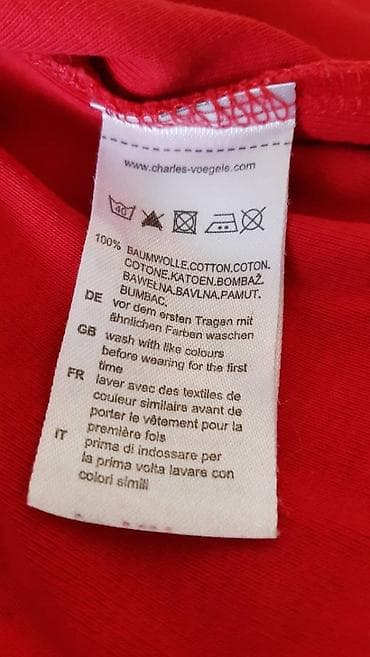 www.charles-voegele.com
40
100% BAUMWOLLE.COTTON.COTON.
COTONE.KATOEN.BOMBAŽ.
BAWEŁNA.BAVLNA.PAMUT.
BUMBAC.
DE vor dem ersten Tragen mit
ähnlichen Farben waschen
GB wash with like colours
before wearing for the first
time
FR laver avec des textiles de
couleur similaire avant de
porter le vêtement pour la
première fois
IT prima di indossare per
la prima volta lavare con
colori simili